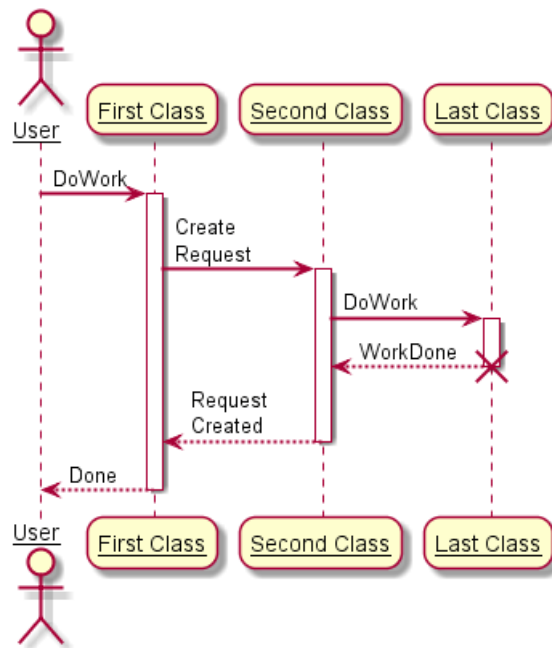 User
First Class
Second Class
Last Class
DoWork
Create
Request
DoWork
WorkDone
Request
Created
Done
User
First Class
Second Class
Last Class